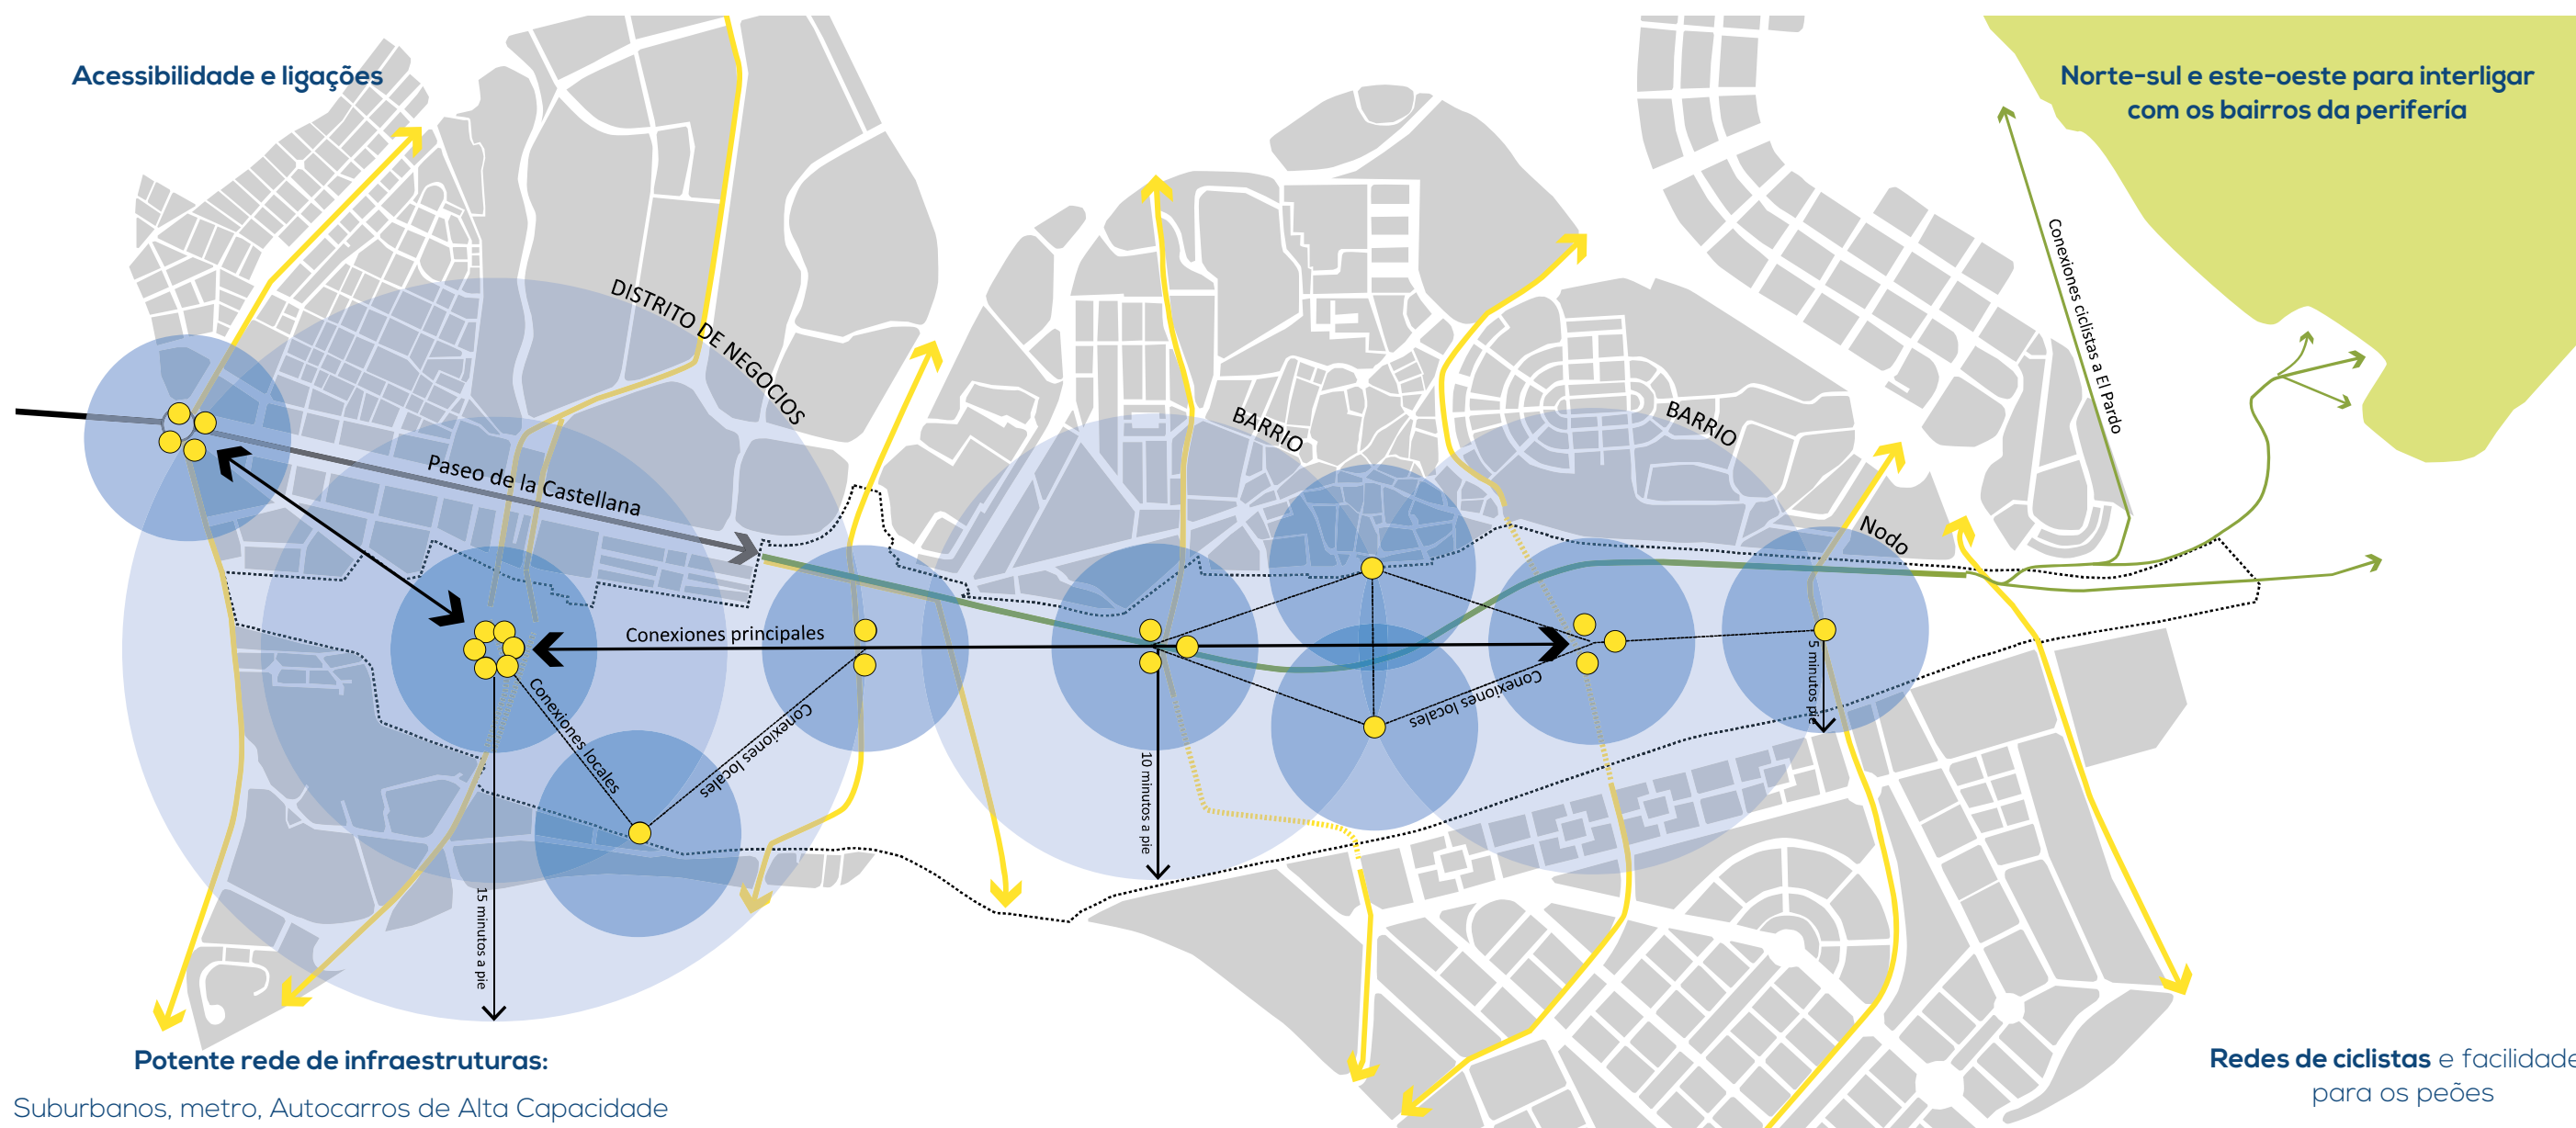 Acessibilidade e ligações
Norte-sul e este-oeste para interligar
com os bairros da perifería
Conexiones ciclistas a El Pardo
DISTRITO DE NEGOCIOS
BARRIO
BARRIO
Paseo de la Castellana
Nodo
Conexiones principales
5 minutos pie
Conexiones locales
Conexiones locales
Conexiones locales
10 minutos a pie
15 minutos a pie
Potente rede de infraestruturas:
Suburbanos, metro, Autocarros de Alta Capacidade
Redes de ciclistas e facilidade
para os peões